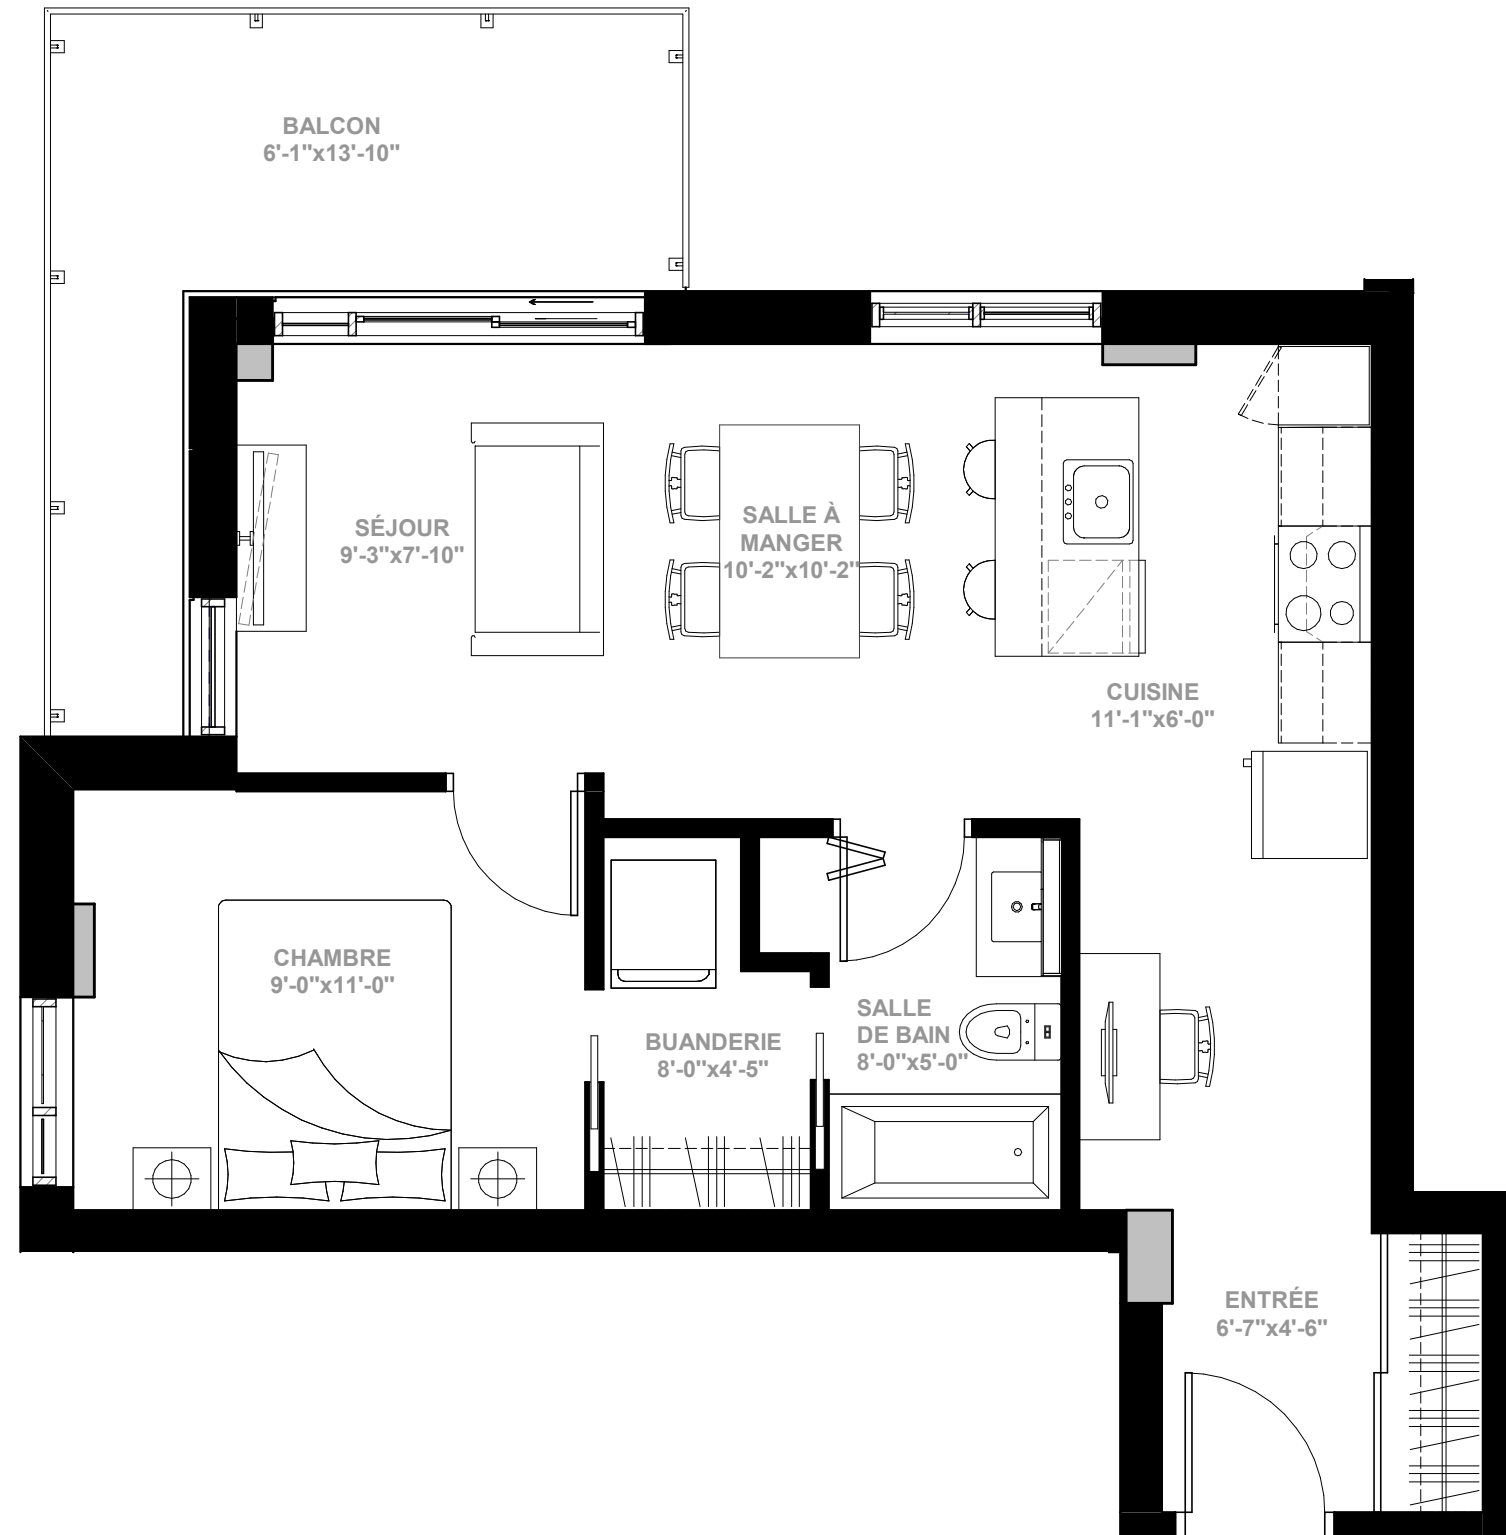 BALCON
6'-1"x13'-10"
SÉJOUR
9'-3"x7'-10"
SALLE À
MANGER
10'-2"x10'-2"
CUISINE
11'-1"x6'-0"
CHAMBRE
9'-0"x11'-0"
BUANDERIE
8'-0"x4'-5"
SALLE
DE BAIN
8'-0"x5'-0"
ENTRÉE
6'-7"x4'-6"